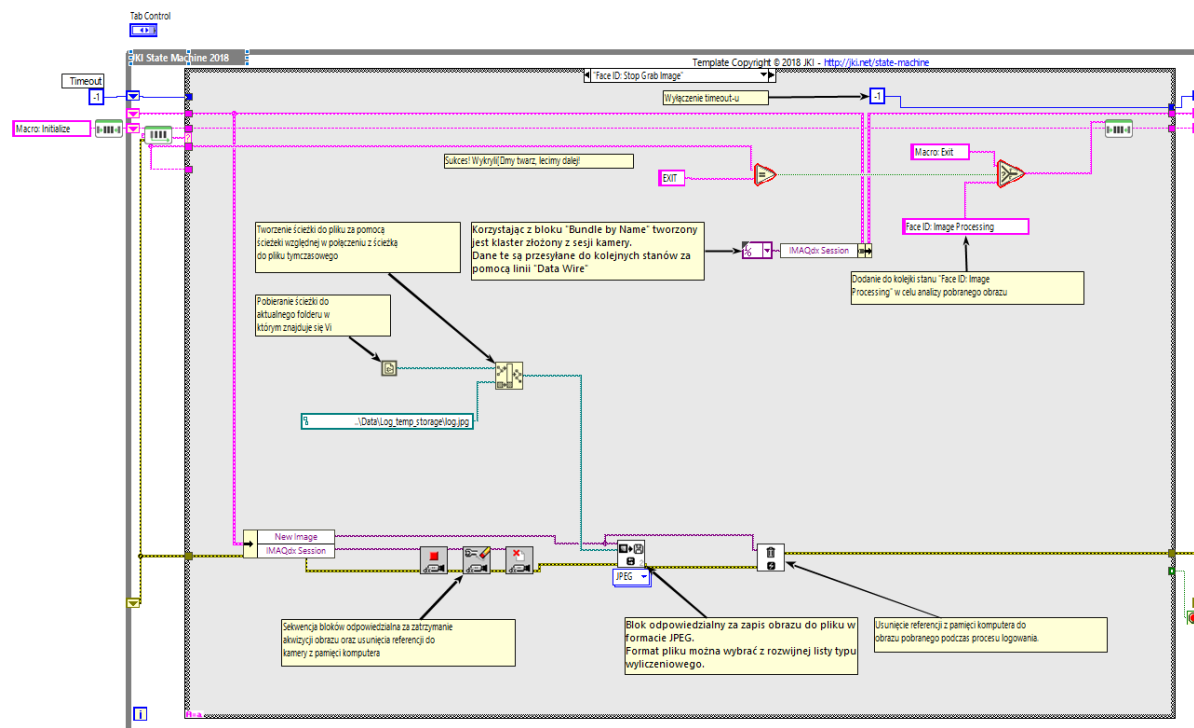 Tab Control
JKI State Machine 2018
Template Copyright © 2018 JKI - http://jki.net/state-machine
"Face ID: Stop Grab Image"
Timeout
-1
Wyłączenie timeout-u
-1
Macro: Initialize
Sukces! Wykryli[]my twarz, lecimy dalej!
EXIT
=
Macro: Exit
Face ID: Image Processing
Tworzenie ścieżki do pliku za pomocą
ścieżeki względnej w połączeniu z ścieżką
do pliku tymczasowego
Korzystając z bloku "Bundle by Name" tworzony
jest klaster złożony z sesji kamery.
Dane te są przesyłane do kolejnych stanów za
pomocą linii "Data Wire"
IMAQdx Session
Dodanie do kolejki stanu "Face ID: Image
Processing" w celu analizy pobranego obrazu
Pobieranie ścieżki do
aktualnego folderu w
którym znajduje się Vi
..\Data\Log_temp_storage\log.jpg
New Image
IMAQdx Session
JPEG
Sekwencja bloków odpowiedzialna za zatrzymanie
akwizycji obrazu oraz usunięcia referencji do
kamery z pamięci komputera
Blok odpowiedzialny za zapis obrazu do pliku w
formacie JPEG.
Format pliku można wybrać z rozwijnej listy typu
wyliczeniowego.
Usunięcie referencji z pamięci komputera do
obrazu pobranego podczas procesu logowania.
i